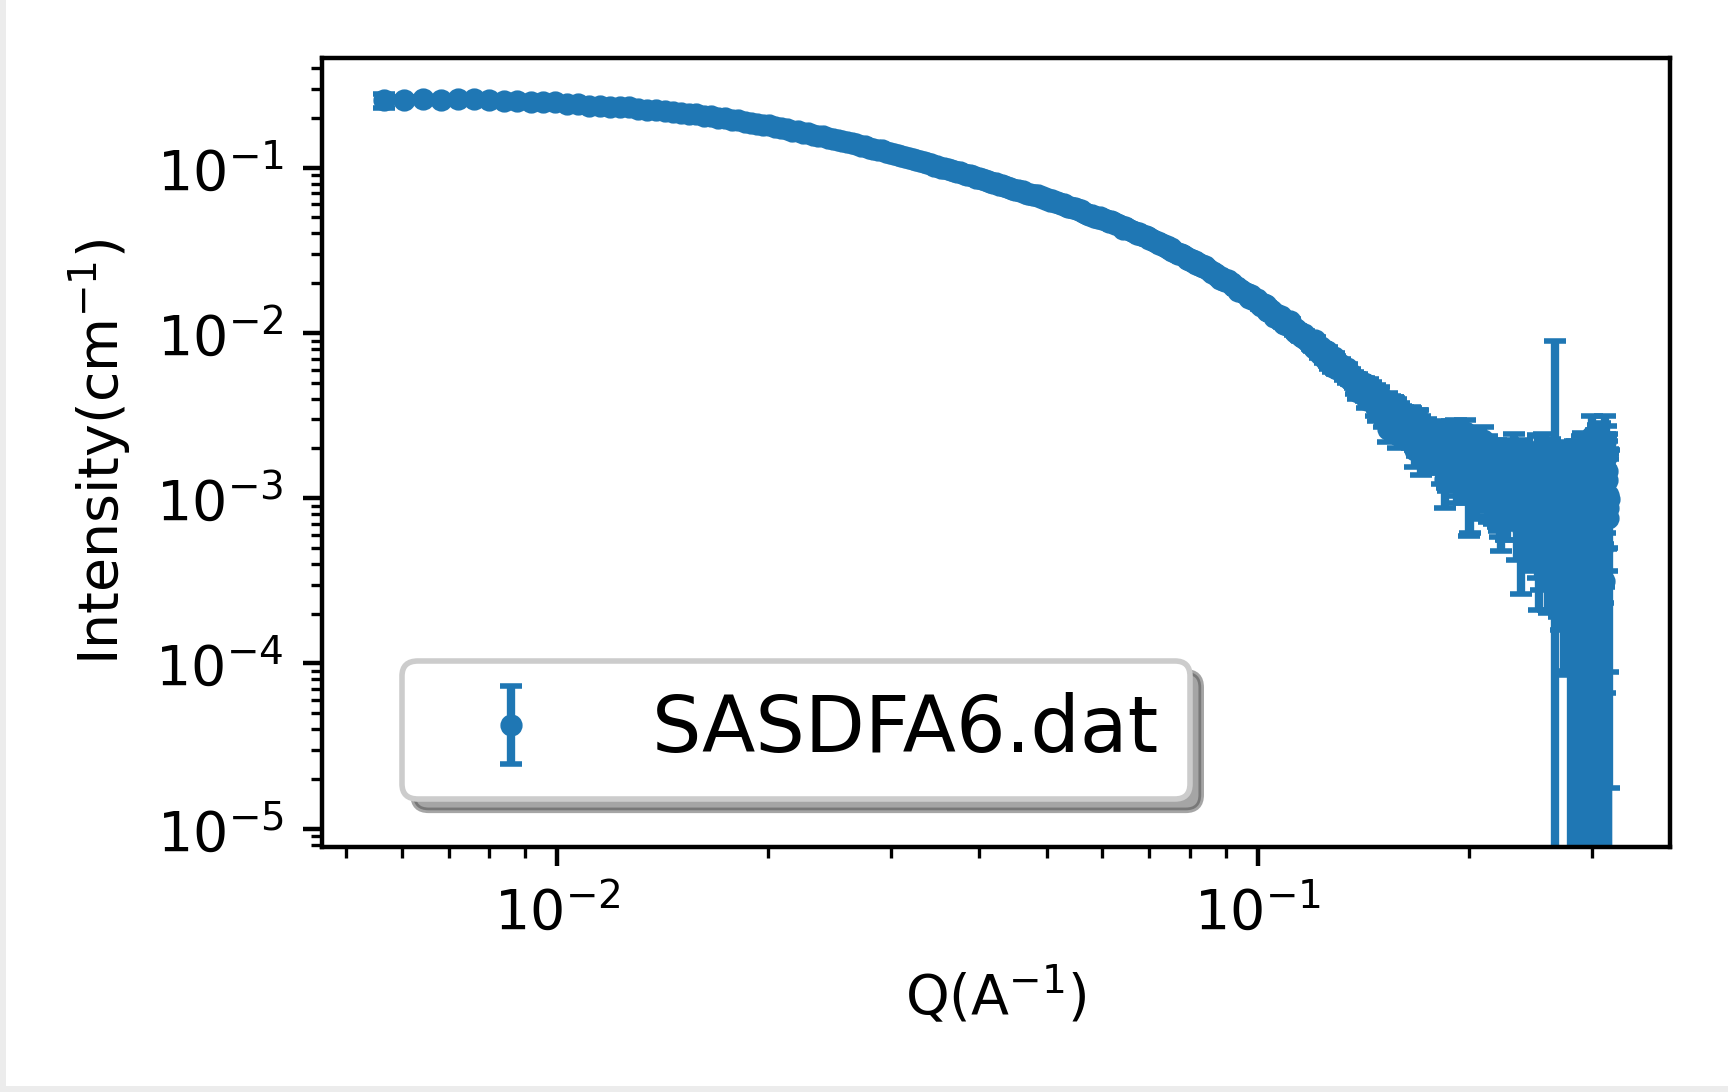 Intensity(cm⁻¹)
10⁻¹
10⁻²
10⁻³
10⁻⁴
10⁻⁵
SASDFA6.dat
10⁻²
10⁻¹
Q(A⁻¹)